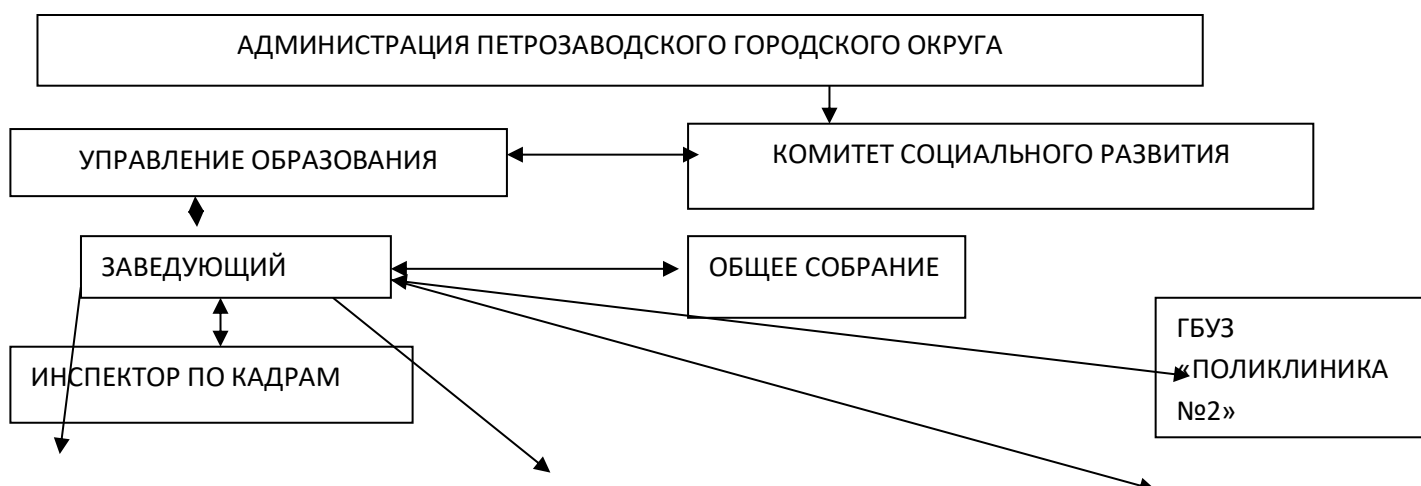 АДМИНИСТРАЦИЯ ПЕТРОЗАВОДСКОГО ГОРОДСКОГО ОКРУГА
УПРАВЛЕНИЕ ОБРАЗОВАНИЯ
КОМИТЕТ СОЦИАЛЬНОГО РАЗВИТИЯ
ЗАВЕДУЮЩИЙ
ОБЩЕЕ СОБРАНИЕ
ИНСПЕКТОР ПО КАДРАМ
ГБУЗ
«ПОЛИКЛИНИКА
№2»